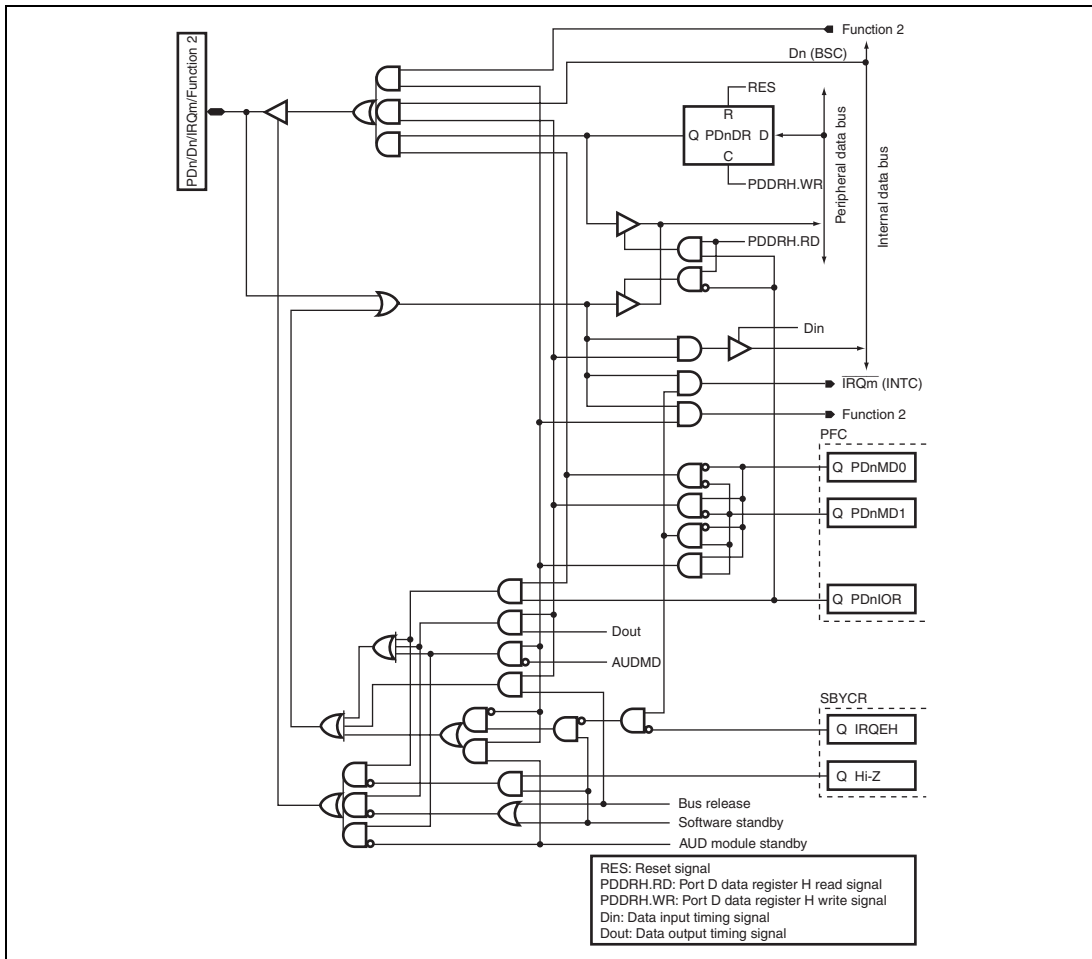 PDn/Dn/IRQm/Function 2
Function 2
Dn (BSC)
RES
R
Q PDnDR D
C
PDDRH.WR
Peripheral data bus
Internal data bus
PDDRH.RD
Din
IRQm (INTC)
Function 2
PFC
Q PDnMD0
Q PDnMD1
Q PDnIOR
Dout
AUDMD
SBYCR
Q IRQEH
Q Hi-Z
Bus release
Software standby
AUD module standby
RES: Reset signal
PDDRH.RD: Port D data register H read signal
PDDRH.WR: Port D data register H write signal
Din: Data input timing signal
Dout: Data output timing signal